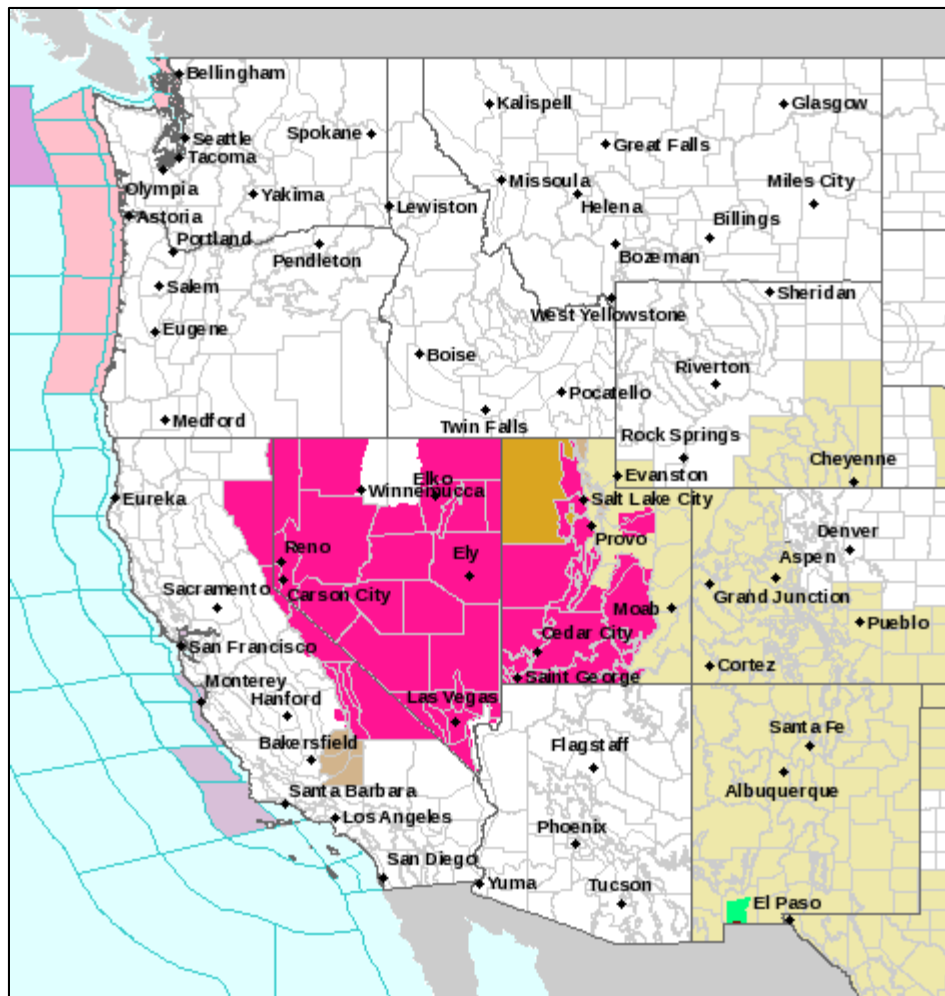 Bellingham
Kalispell
Glasgow
Seattle
Spokane
Great Falls
Tacoma
Olympia
Yakima
Missoula
Miles City
Lewiston
Helena
Astoria
Billings
Portland
Pendleton
Bozeman
Salem
Sheridan
West Yellowstone
Eugene
Boise
Riverton
Pocatello
Medford
Twin Falls
Rock Springs
Cheyenne
Elko
Evanston
Winnemucca
Eureka
Salt Lake City
Denver
Provo
Reno
Ely
Aspen
Sacramento
Carson City
Grand Junction
Moab
Pueblo
Cedar City
San Francisco
Cortez
Saint George
Monterey
Hanford
Las Vegas
Santa Fe
Bakersfield
Flagstaff
Albuquerque
Santa Barbara
Los Angeles
Phoenix
San Diego
Yuma
Tucson
El Paso